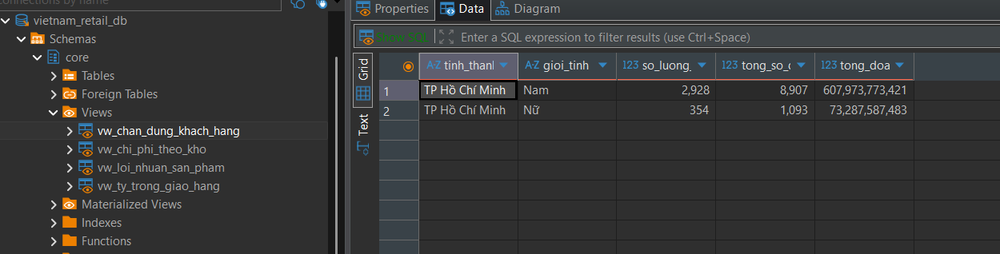 connections by name
vietnam_retail_db
Schemas
core
Tables
Foreign Tables
Views
vw_chan_dung_khach_hang
vw_chi_phi_theo_kho
vw_loi_nhuan_san_pham
vw_ty_trong_giao_hang
Materialized Views
Indexes
Functions
Properties Data Diagram
Show SQL Enter a SQL expression to filter results (use Ctrl+Space)
Grid
Text
A-Z tinh_thanh A-Z gioi_tinh 123 so_luong_ 123 tong_so_ 123 tong_doa
1 TP Hồ Chí Minh Nam 2,928 8,907 607,973,773,421
2 TP Hồ Chí Minh Nữ 354 1,093 73,287,587,483